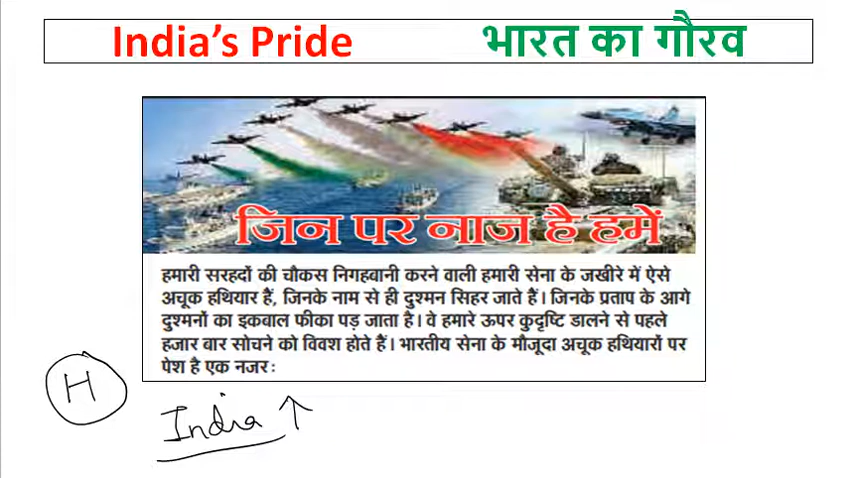 India's Pride भारत का गौरव
जिन पर नाज है हमें
हमारी सरहदों की चौकस निगहबानी करने वाली हमारी सेना के जखीरे में ऐसे
अचूक हथियार हैं, जिनके नाम से ही दुश्मन सिहर जाते हैं। जिनके प्रताप के आगे
दुश्मनों का इकबाल फीका पड़ जाता है। वे हमारे ऊपर कुदृष्टि डालने से पहले
हजार बार सोचने को विवश होते हैं। भारतीय सेना के मौजूदा अचूक हथियारों पर
पेश है एक नजर:
H
India ↑